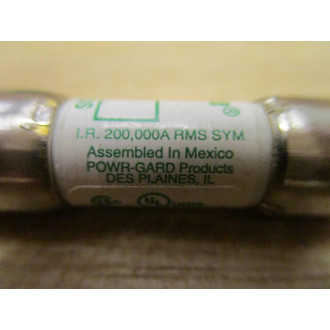 S
I.R. 200,000A RMS SYM.
Assembled In Mexico
POWR-GARD Products
DES PLAINES, IL